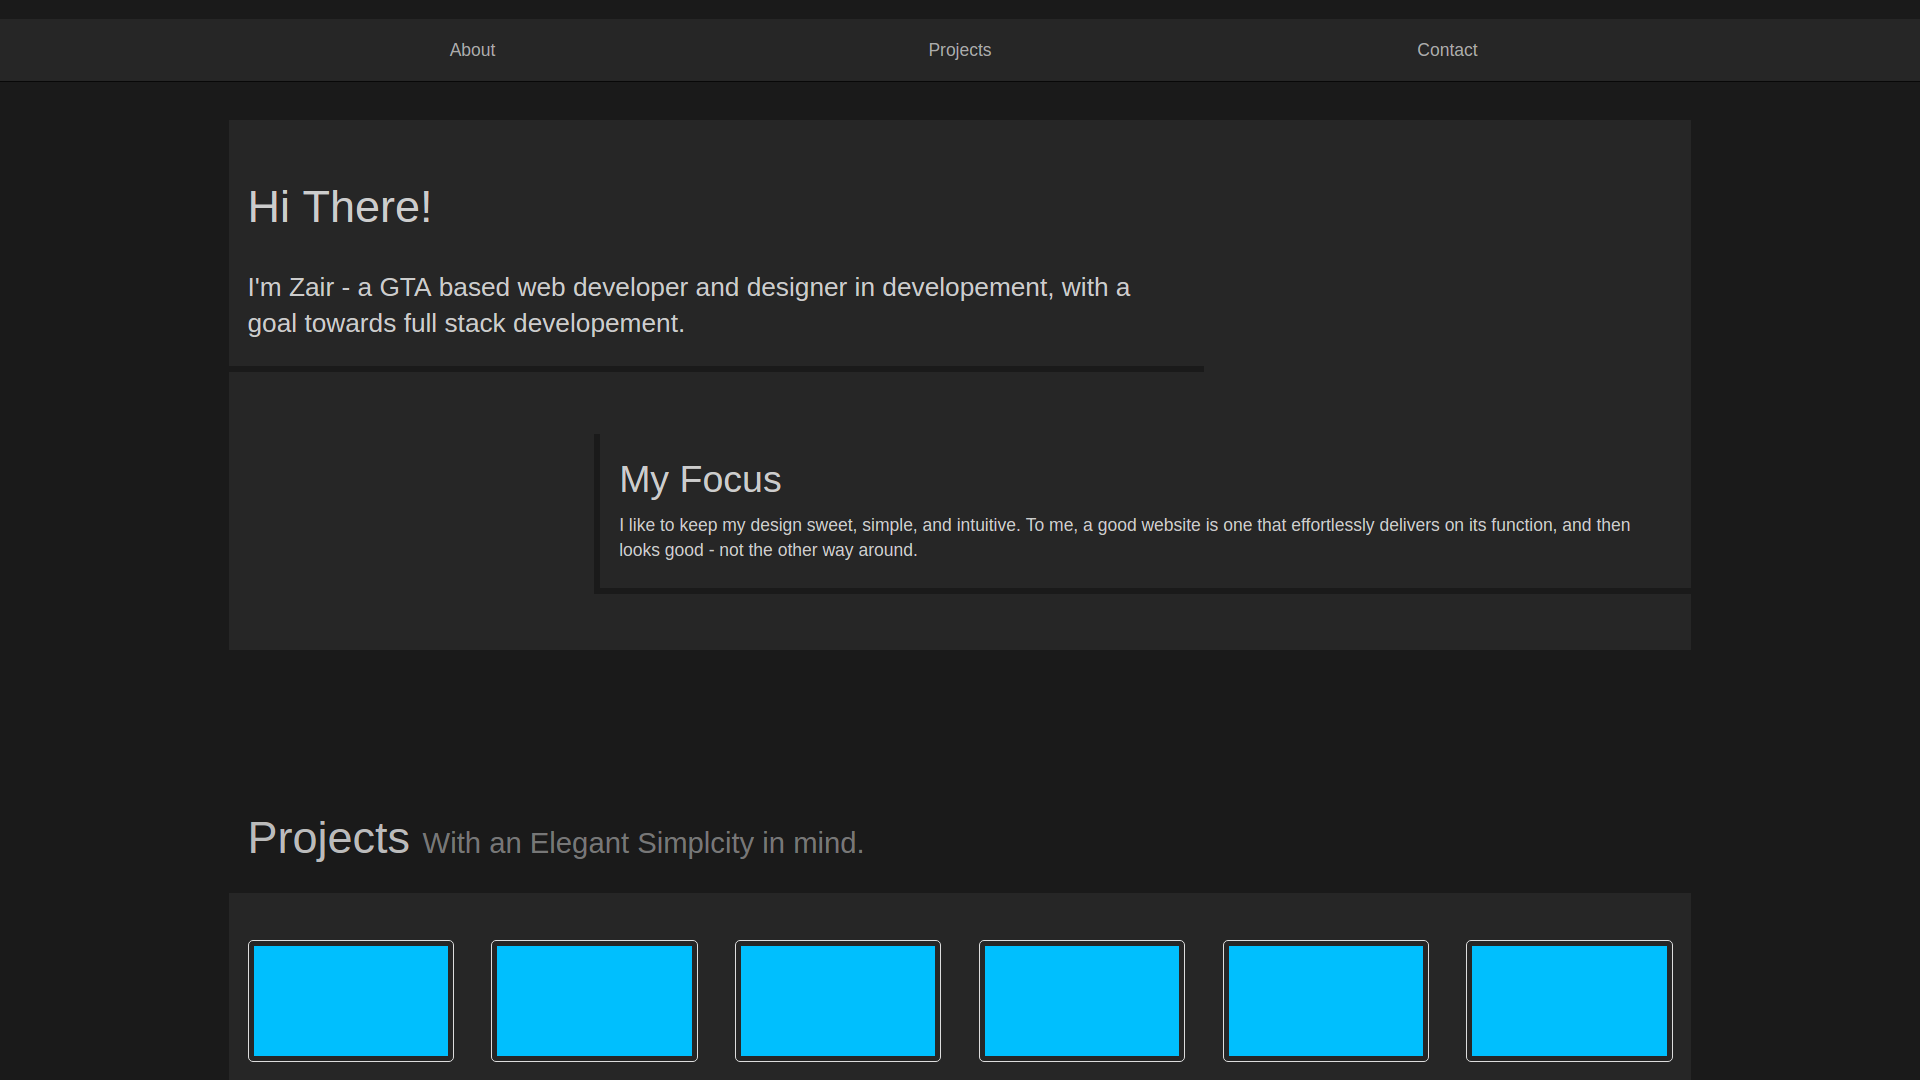 About
Projects
Contact
Hi There!
I'm Zair - a GTA based web developer and designer in developement, with a
goal towards full stack developement.
My Focus
I like to keep my design sweet, simple, and intuitive. To me, a good website is one that effortlessly delivers on its function, and then
looks good - not the other way around.
Projects With an Elegant Simplcity in mind.